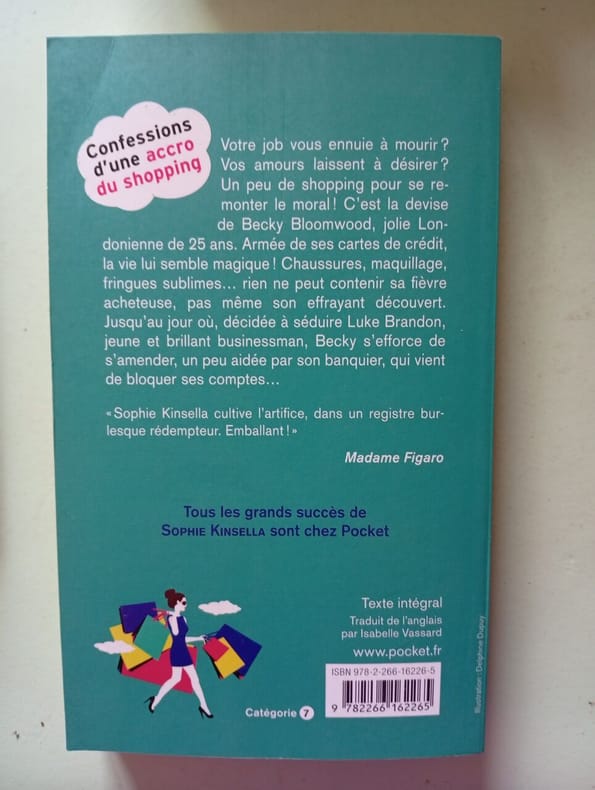 Confessions
d'une accro
du shopping
Votre job vous ennuie à mourir ?
Vos amours laissent à désirer ?
Un peu de shopping pour se re-
monter le moral ! C'est la devise
de Becky Bloomwood, jolie Lon-
donienne de 25 ans. Armée de ses cartes de crédit,
la vie lui semble magique ! Chaussures, maquillage,
fringues sublimes… rien ne peut contenir sa fièvre
acheteuse, pas même son effrayant découvert.
Jusqu'au jour où, décidée à séduire Luke Brandon,
jeune et brillant businessman, Becky s'efforce de
s'amender, un peu aidée par son banquier, qui vient
de bloquer ses comptes…
« Sophie Kinsella cultive l'artifice, dans un registre bur-
lesque rédempteur. Emballant ! »
Madame Figaro
Tous les grands succès de
SOPHIE KINSELLA sont chez Pocket
Texte intégral
Traduit de l'anglais
par Isabelle Vassard
www.pocket.fr
ISBN 978-2-266-16226-5
9 782266 162265
Catégorie 7
Illustration : Delphine Dupuy